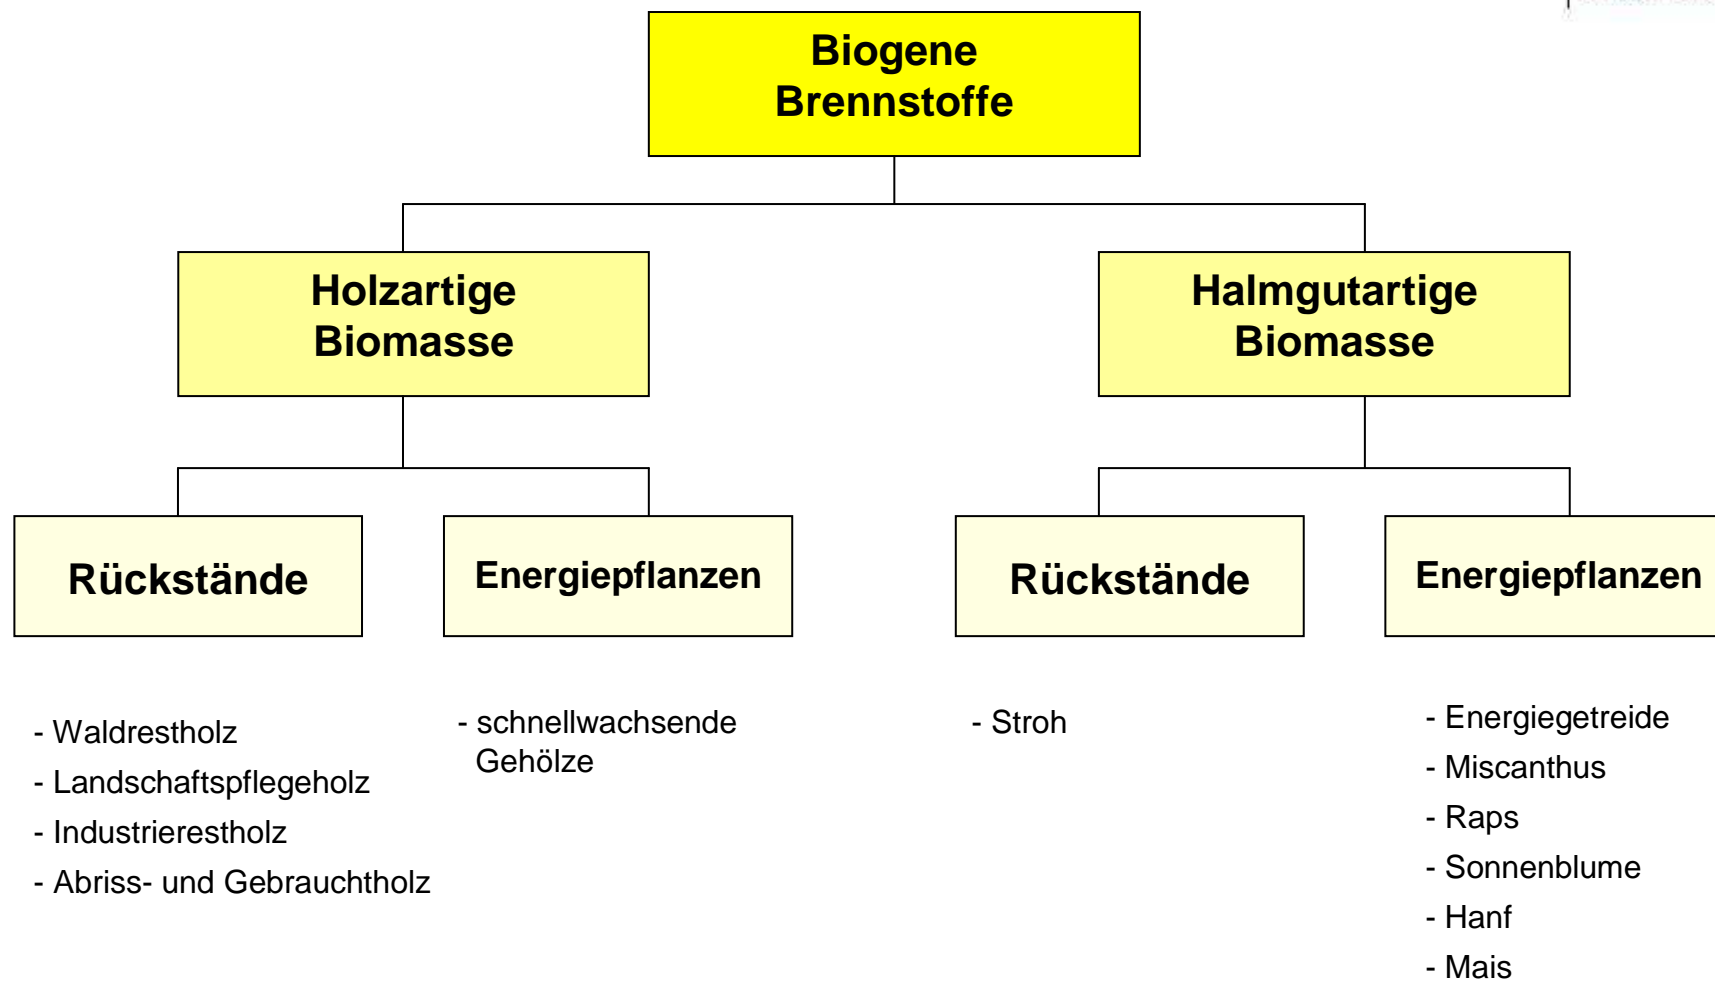 Biogene
Brennstoffe
Holzartige
Biomasse
Halmgutartige
Biomasse
Rückstände
Energiepflanzen
Rückstände
Energiepflanzen
- Waldrestholz
- Landschaftspflegeholz
- Industrierestholz
- Abriss- und Gebrauchtholz
- schnellwachsende
Gehölze
- Stroh
- Energiegetreide
- Miscanthus
- Raps
- Sonnenblume
- Hanf
- Mais